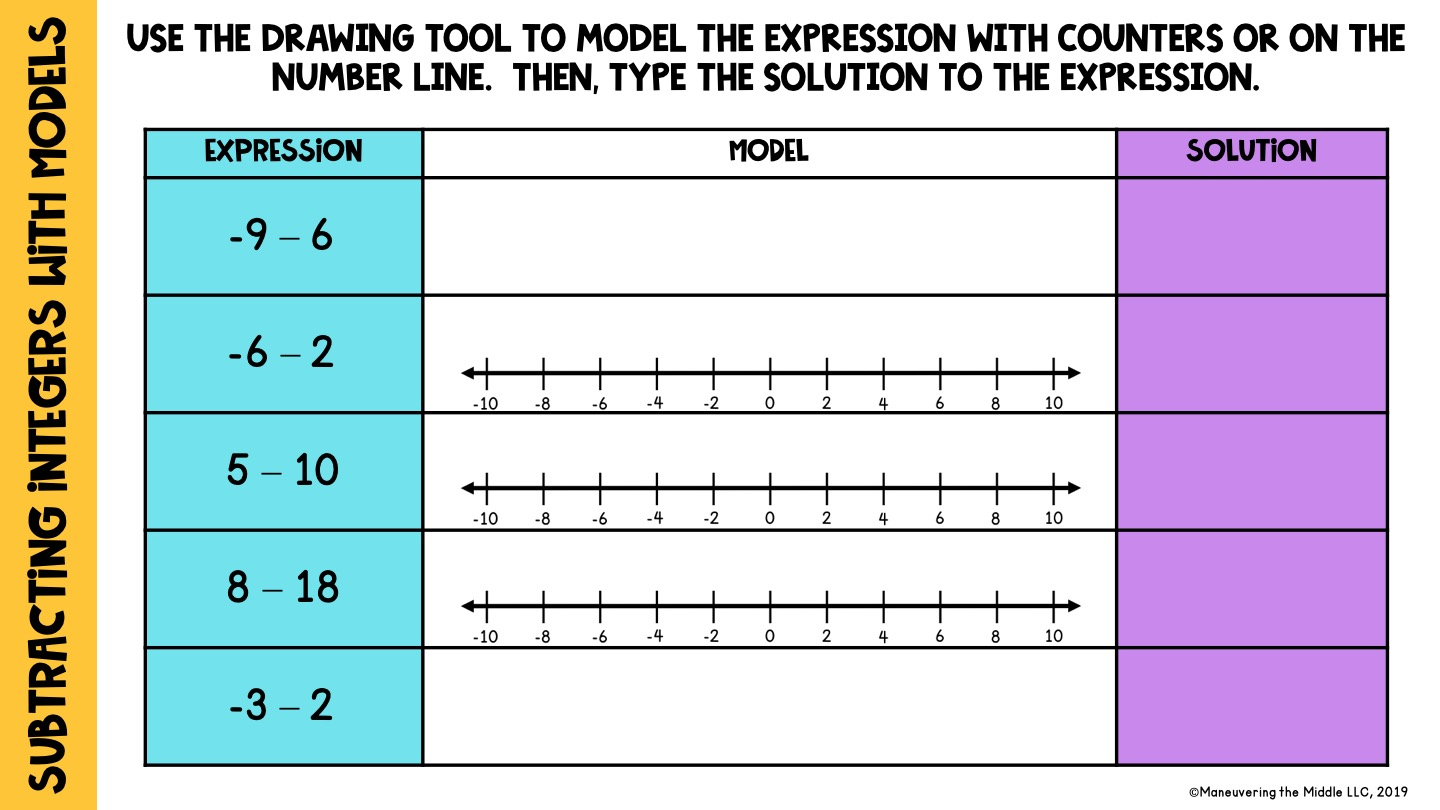 SUBTRACTING INTEGERS WITH MODELS
USE THE DRAWING TOOL TO MODEL THE EXPRESSION WITH COUNTERS OR ON THE
NUMBER LINE. THEN, TYPE THE SOLUTION TO THE EXPRESSION.
EXPRESSION MODEL SOLUTION
-9 – 6
-6 – 2
-10 -8 -6 -4 -2 0 2 4 6 8 10
5 – 10
-10 -8 -6 -4 -2 0 2 4 6 8 10
8 – 18
-10 -8 -6 -4 -2 0 2 4 6 8 10
-3 – 2
©Maneuvering the Middle LLC, 2019